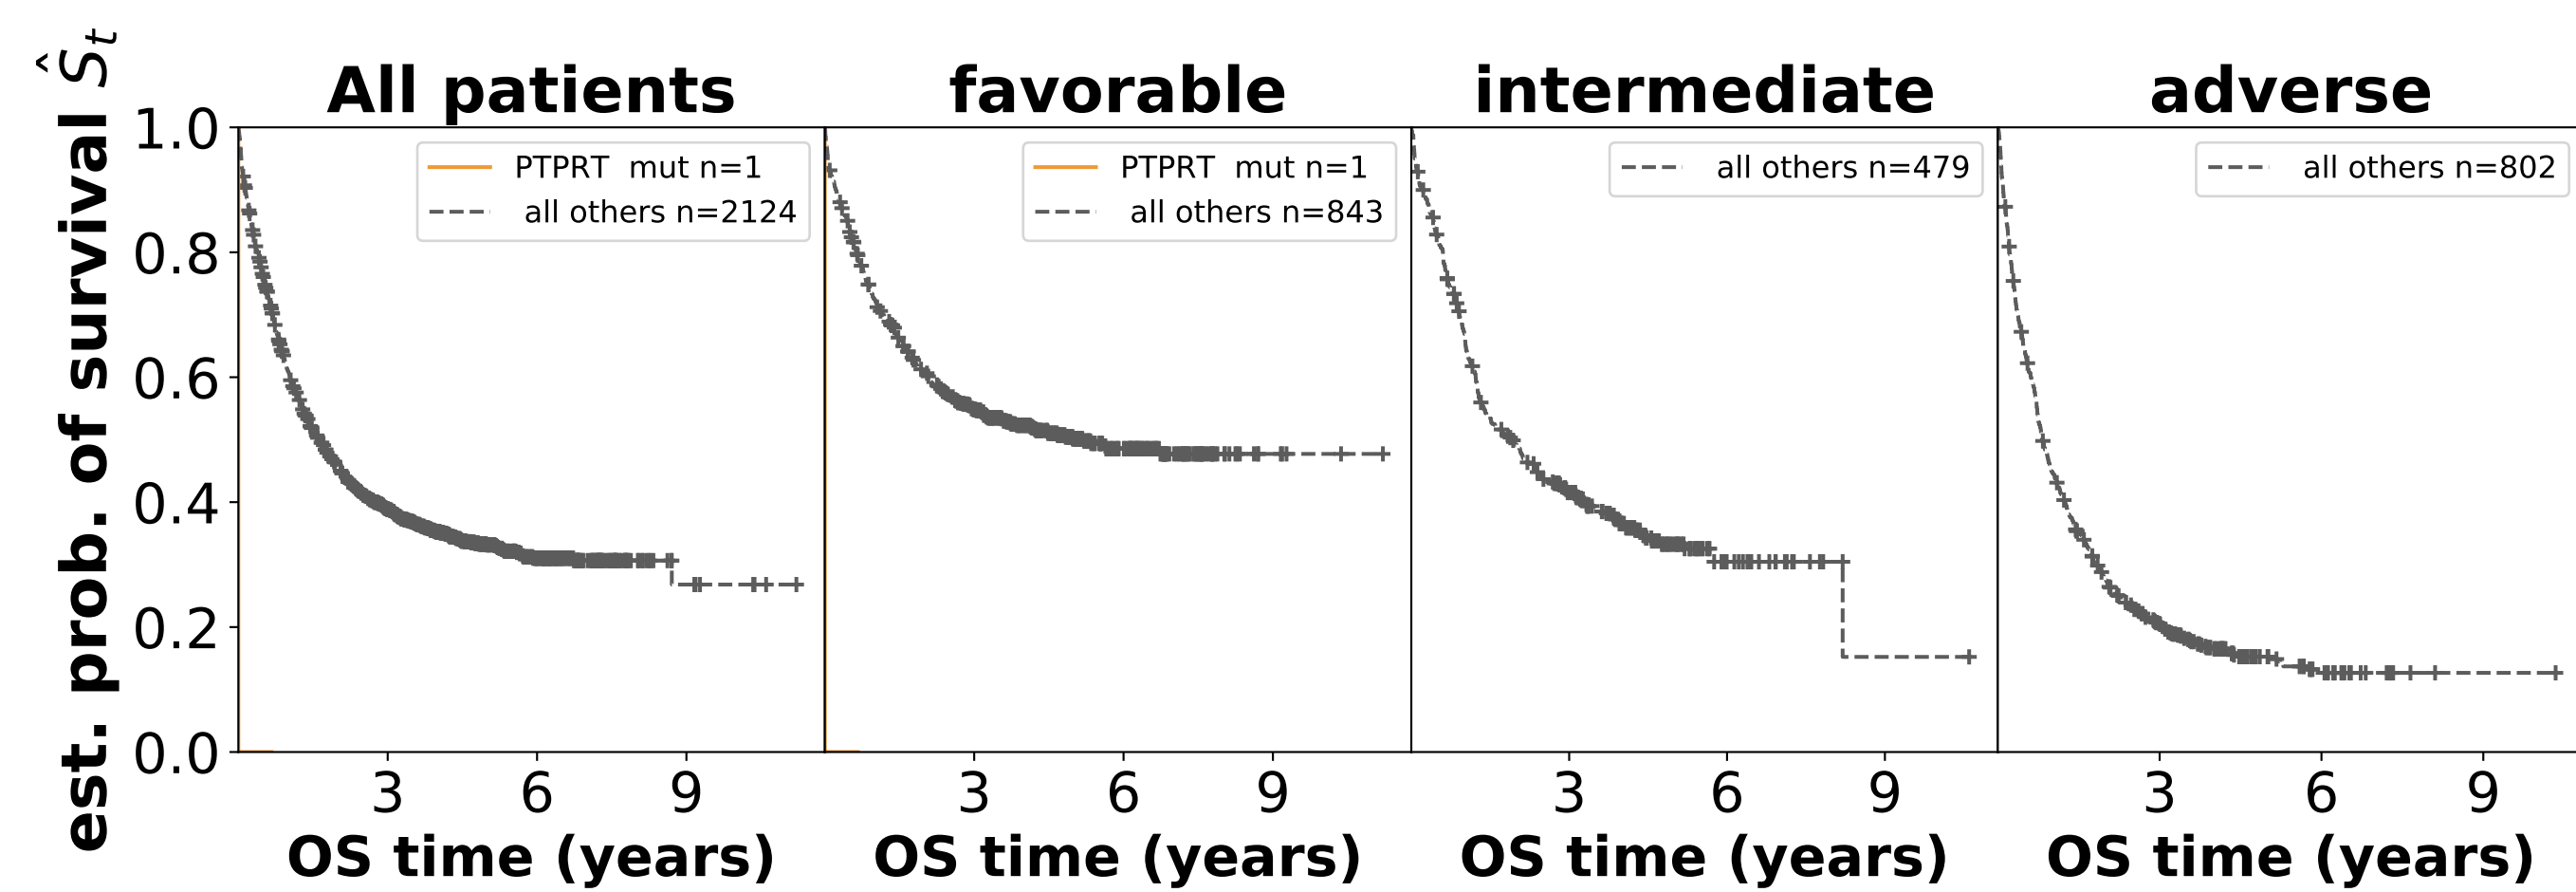 est. prob. of survival Ŝt
All patients
1.0
0.8
0.6
0.4
0.2
0.0
PTPRT  mut n=1
all others n=2124
3 6 9
OS time (years)
favorable
PTPRT  mut n=1
all others n=843
3 6 9
OS time (years)
intermediate
all others n=479
3 6 9
OS time (years)
adverse
all others n=802
3 6 9
OS time (years)